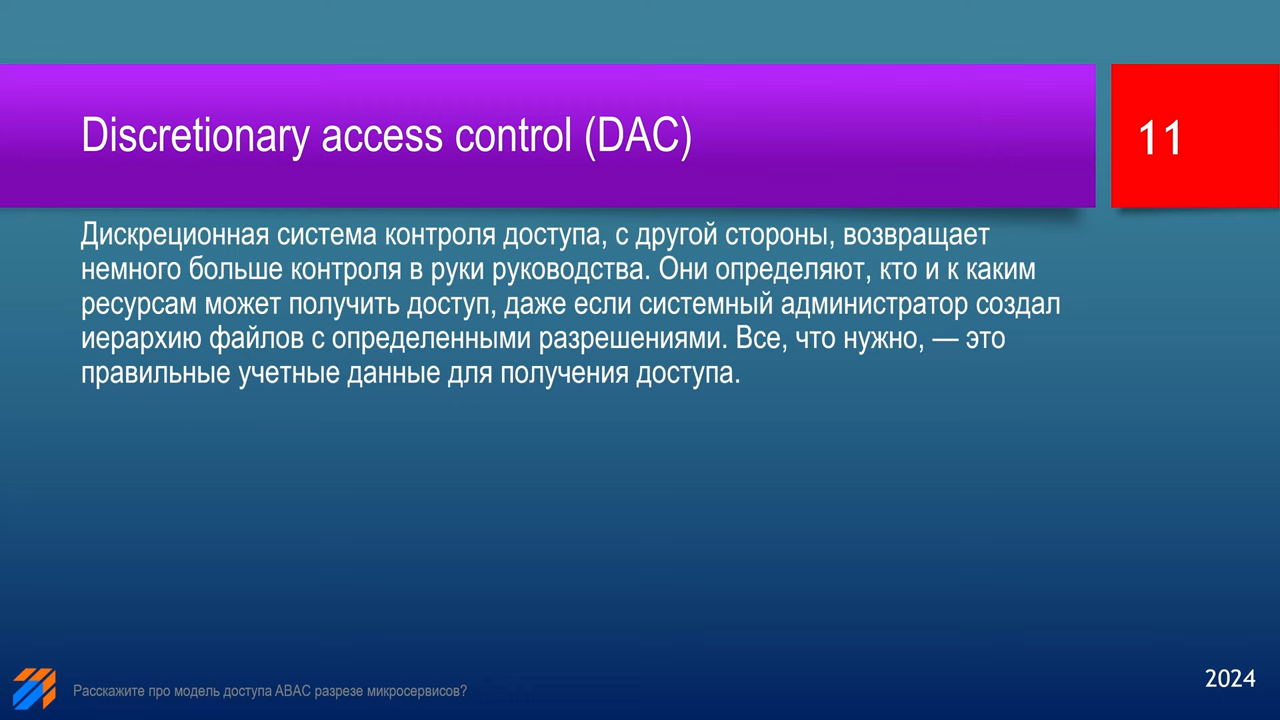 Discretionary access control (DAC)
11
Дискреционная система контроля доступа, с другой стороны, возвращает
немного больше контроля в руки руководства. Они определяют, кто и к каким
ресурсам может получить доступ, даже если системный администратор создал
иерархию файлов с определенными разрешениями. Все, что нужно, — это
правильные учетные данные для получения доступа.
Расскажите про модель доступа ABAC разрезе микросервисов?
2024